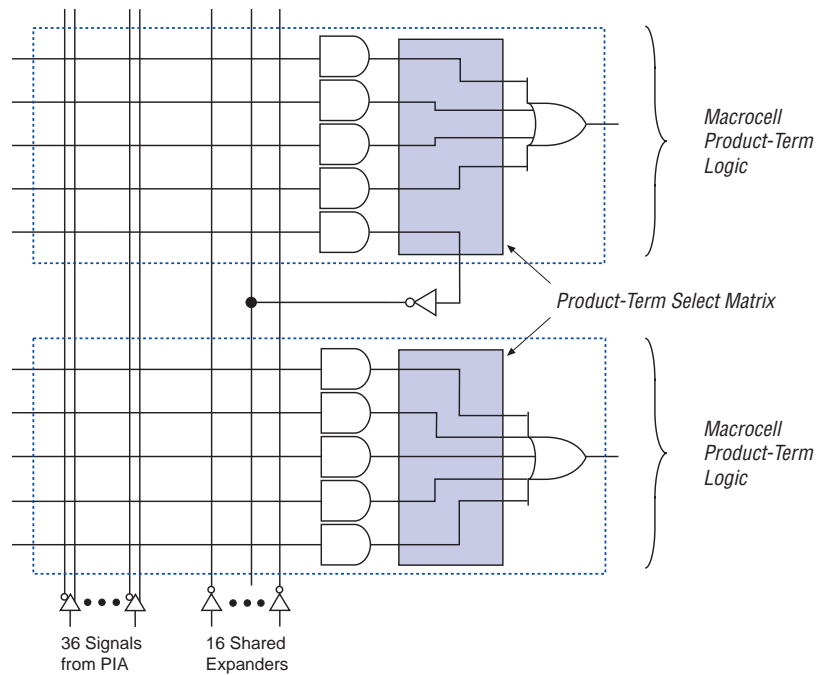 Macrocell
Product-Term
Logic
Product-Term Select Matrix
Macrocell
Product-Term
Logic
36 Signals
from PIA
16 Shared
Expanders